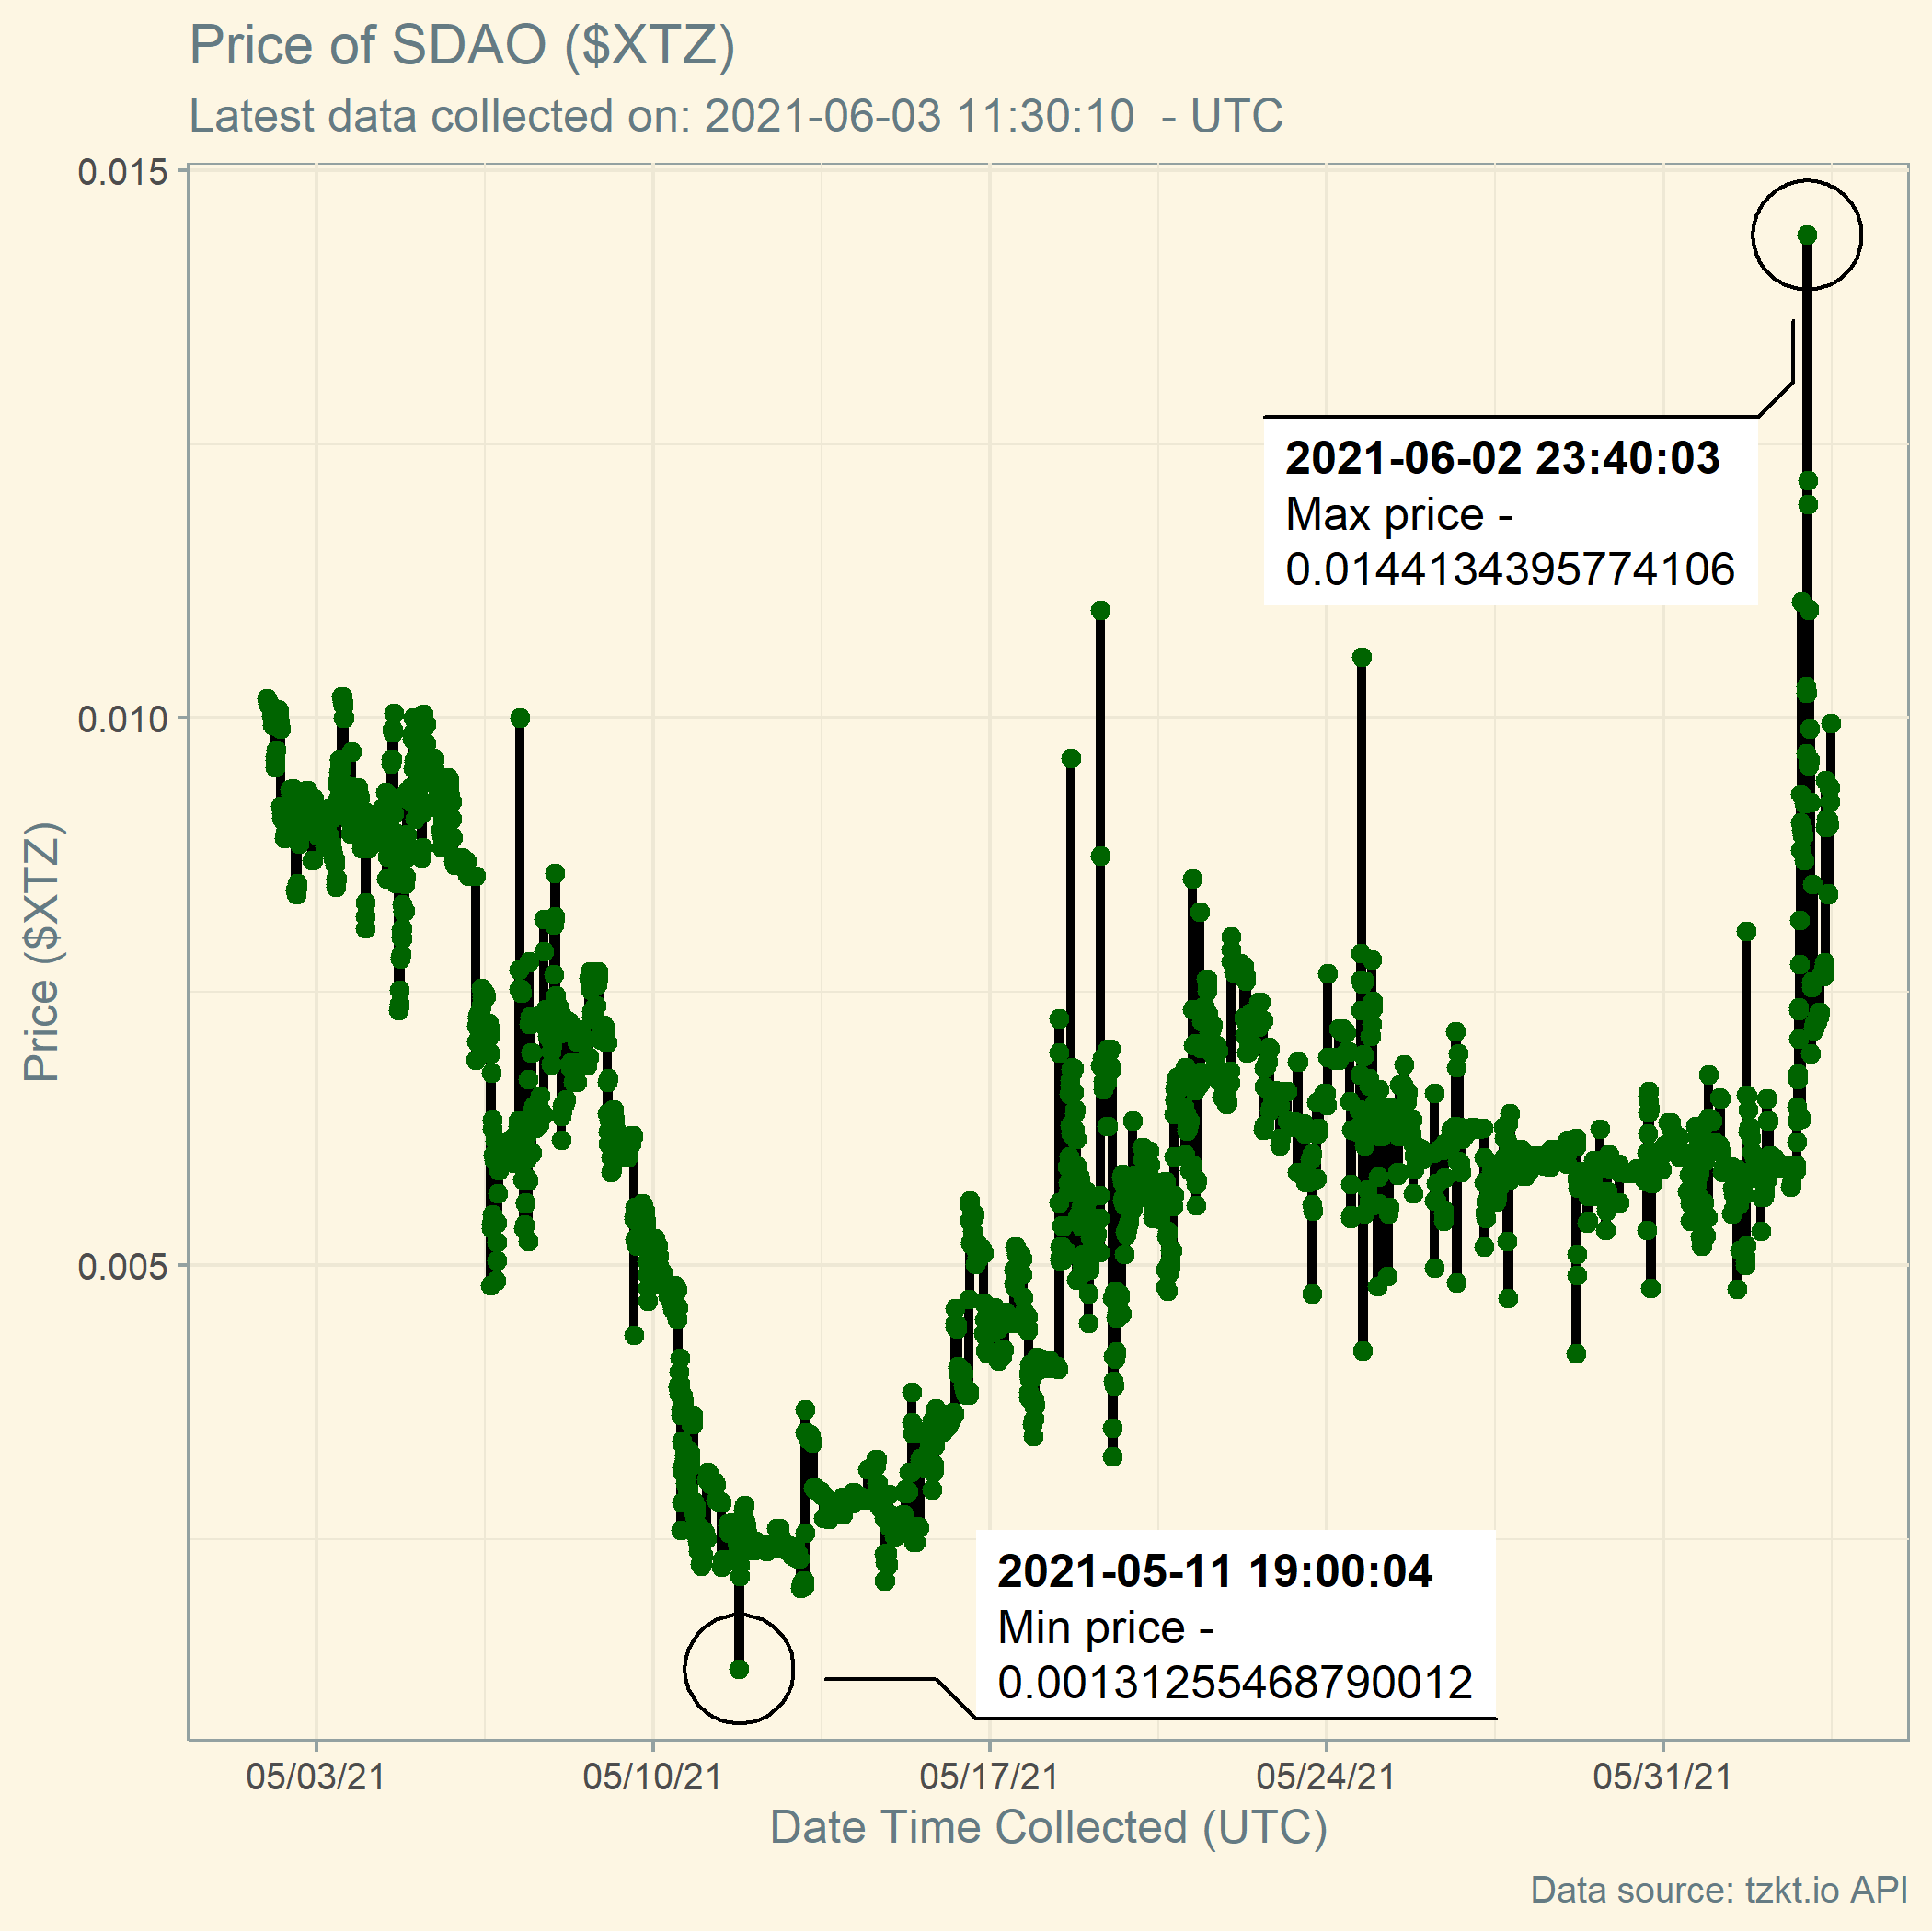 Price of SDAO ($XTZ)
Latest data collected on: 2021-06-03 11:30:10  - UTC
0.015
0.010
0.005
Price ($XTZ)
2021-06-02 23:40:03
Max price -
0.0144134395774106
2021-05-11 19:00:04
Min price -
0.00131255468790012
05/03/21
05/10/21
05/17/21
05/24/21
05/31/21
Date Time Collected (UTC)
Data source: tzkt.io API